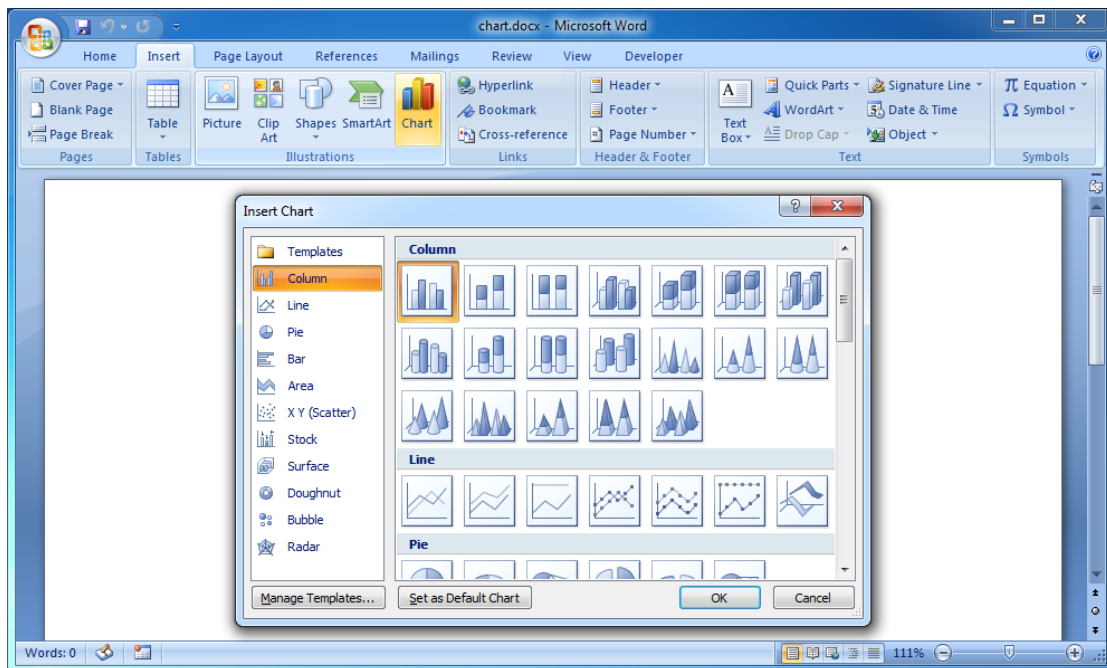 chart.docx - Microsoft Word
Home Insert Page Layout References Mailings Review View Developer
Cover Page
Blank Page
Page Break
Pages
Table
Tables
Picture
Clip
Art
Shapes
SmartArt
Chart
Illustrations
Hyperlink
Bookmark
Cross-reference
Links
Header
Footer
Page Number
Header & Footer
A
Text
Box
Quick Parts
WordArt
Drop Cap
Signature Line
Date & Time
Object
Text
π Equation
Ω Symbol
Symbols
Insert Chart
Templates
Column
Line
Pie
Bar
Area
X Y (Scatter)
Stock
Surface
Doughnut
Bubble
Radar
Column
Line
Pie
Manage Templates...
Set as Default Chart
OK
Cancel
Words: 0
111%